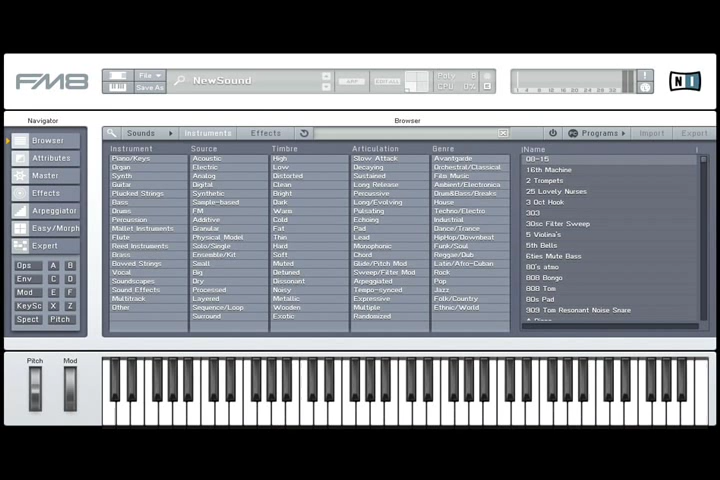 FM8
File
Save As
NewSound
APP
EDIT ALL
Poly 8
CPU 0%
NI
Navigator
Browser
Sounds
Instruments
Effects
Programs
Import
Export
Browser
Attributes
Master
Effects
Arpeggiator
Easy/Morph
Expert
Ops A B
Env C D
Mod E F
KeySc X Z
Spect Pitch
Instrument
Piano/Keys
Organ
Synth
Guitar
Plucked Strings
Bass
Drums
Percussion
Mallet Instruments
Flute
Reed Instruments
Brass
Bowed Strings
Vocal
Soundscapes
Sound Effects
Multitrack
Other
Source
Acoustic
Electric
Analog
Digital
Synthetic
Sample-based
FM
Additive
Granular
Physical Model
Solo/Single
Ensemble/Kit
Small
Big
Dry
Processed
Layered
Sequence/Loop
Surround
Timbre
High
Low
Distorted
Clean
Bright
Dark
Warm
Cold
Fat
Thin
Hard
Soft
Muted
Detuned
Dissonant
Noisy
Metallic
Wooden
Exotic
Articulation
Slow Attack
Decaying
Sustained
Long Release
Percussive
Long/Evolving
Pulsating
Echoing
Pad
Lead
Monophonic
Chord
Glide/Pitch Mod
Sweep/Filter Mod
Arpeggiated
Tempo-synced
Expressive
Multiple
Randomized
Genre
Avantgarde
Orchestral/Classical
Film Music
Ambient/Electronica
Drum&Bass/Breaks
House
Techno/Electro
Industrial
Dance/Trance
HipHop/Downbeat
Funk/Soul
Reggae/Dub
Latin/Afro-Cuban
Rock
Pop
Jazz
Folk/Country
Ethnic/World
Name
08-15
16th Machine
2 Trompets
25 Lovely Nurses
3 Oct Hook
303
30sc Filter Sweep
5 Violina's
5th Bells
6ties Mute Bass
80's atmo
808 Bongo
808 Tom
80s Pad
909 Tom Resonant Noise Snare
Pitch
Mod